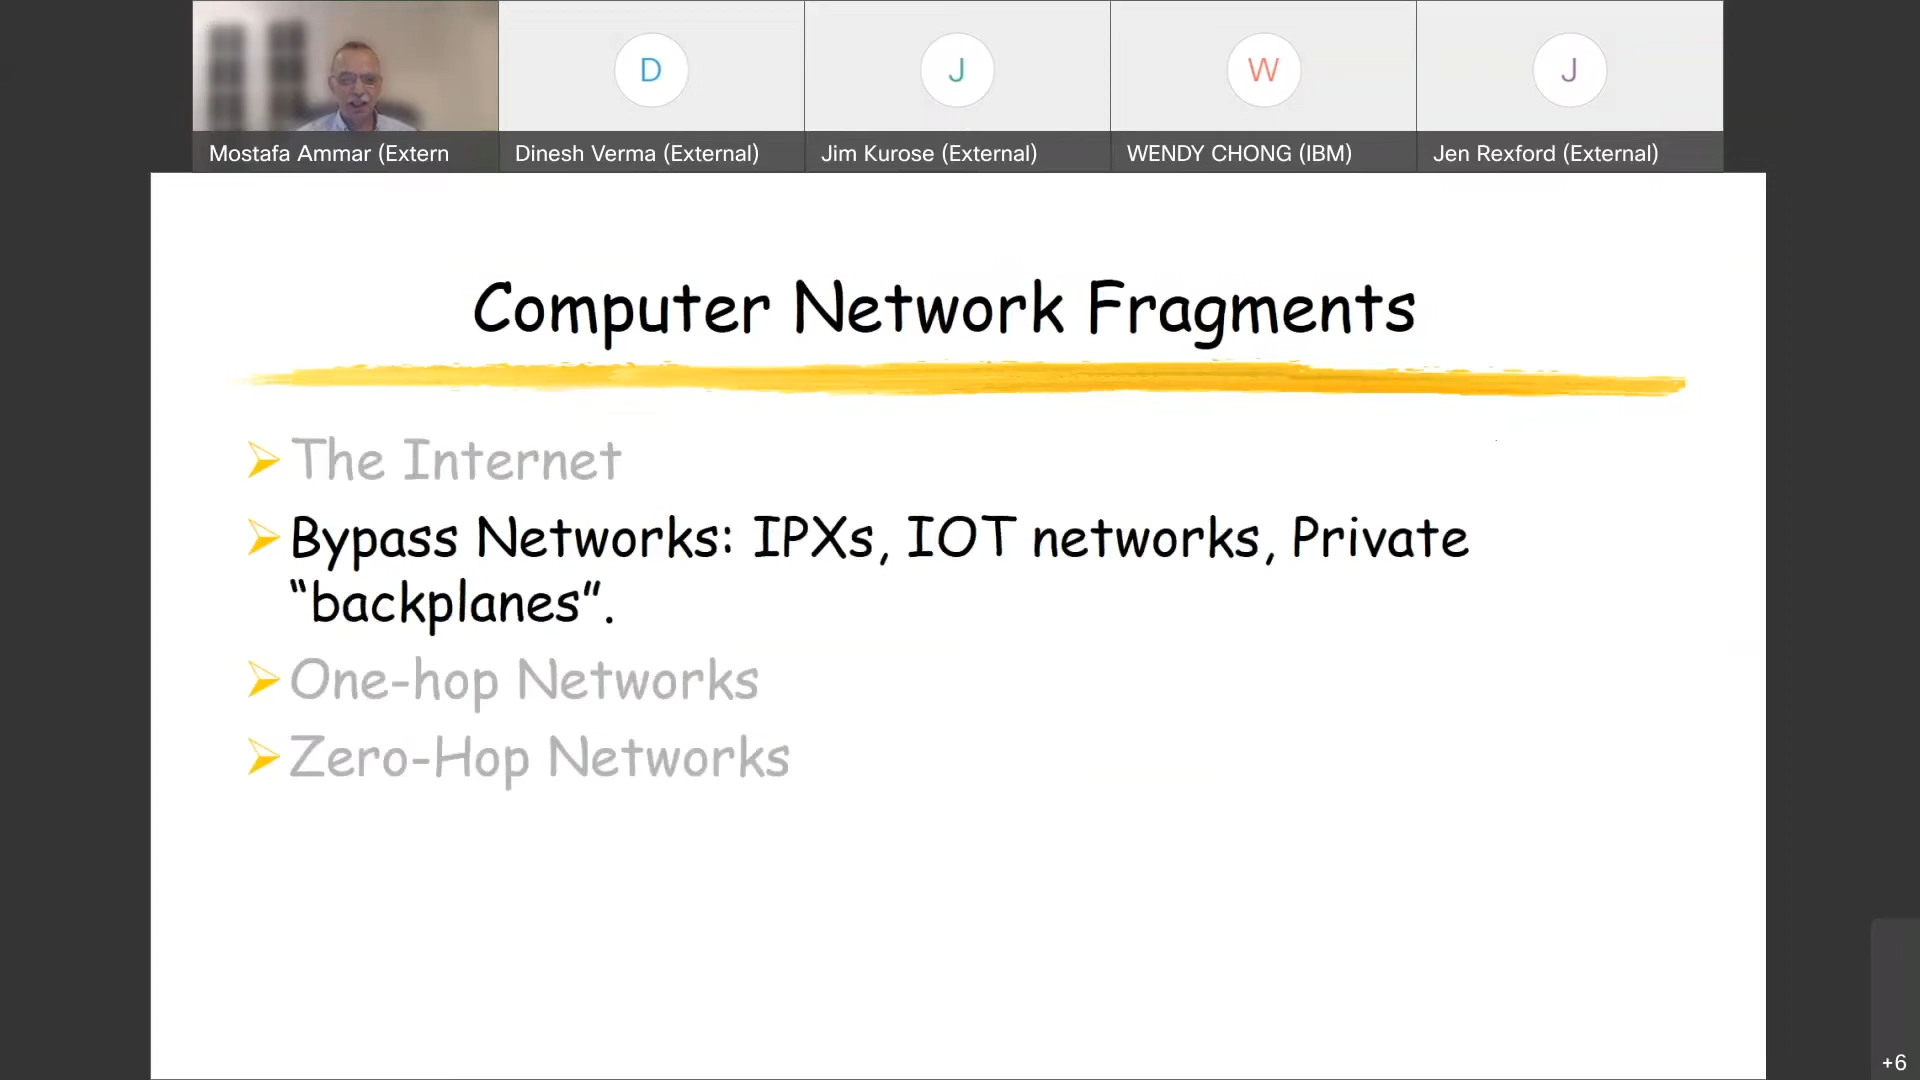 D
J
W
J
Mostafa Ammar (Extern
Dinesh Verma (External)
Jim Kurose (External)
WENDY CHONG (IBM)
Jen Rexford (External)
Computer Network Fragments
The Internet
Bypass Networks: IPXs, IOT networks, Private
“backplanes”.
One-hop Networks
Zero-Hop Networks
+6